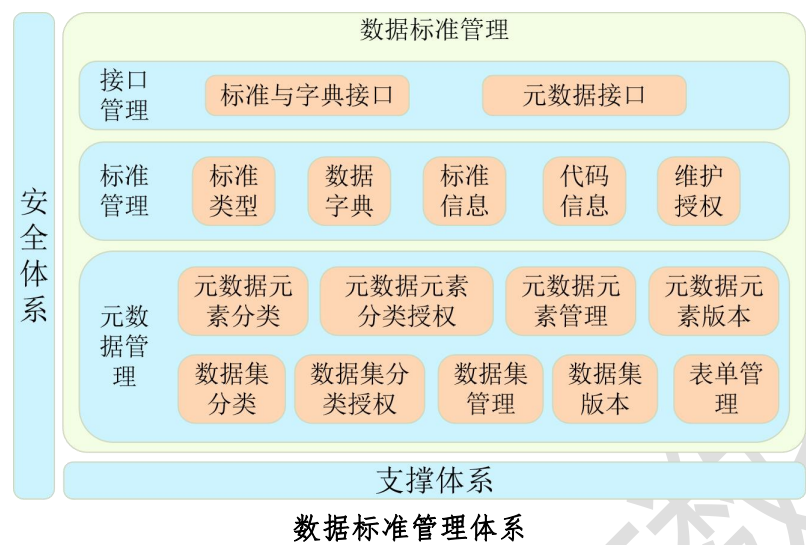 数据标准管理
接口
管理
标准与字典接口
元数据接口
标准
管理
标准
类型
数据
字典
标准
信息
代码
信息
维护
授权
安
全
体
系
元数
据管
理
元数据元
素分类
元数据元素
分类授权
元数据元
素管理
元数据元
素版本
数据集
分类
数据集分
类授权
数据集
管理
数据集
版本
表单管
理
支撑体系
数据标准管理体系